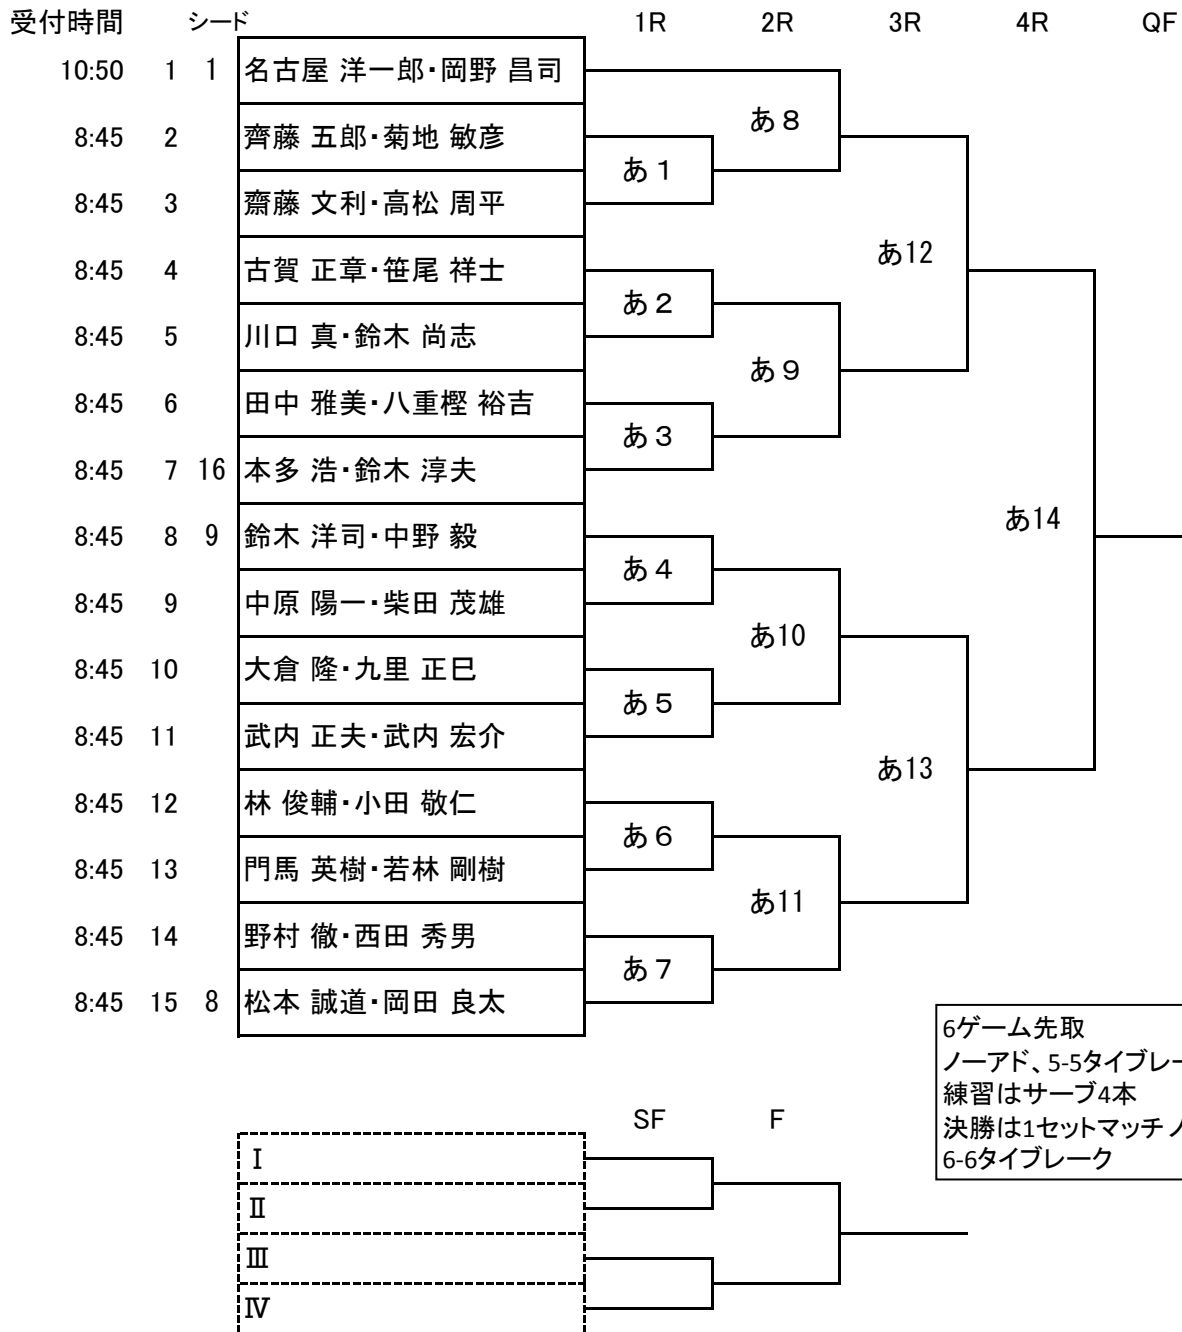 受付時間 シード 1R 2R 3R 4R QF
10:50 1 1 名古屋 洋一郎・岡野 昌司
あ8
8:45 2 齊藤 五郎・菊地 敏彦
あ1
8:45 3 齋藤 文利・高松 周平
あ12
8:45 4 古賀 正章・笹尾 祥士
あ2
8:45 5 川口 真・鈴木 尚志
あ9
8:45 6 田中 雅美・八重樫 裕吉
あ3
8:45 7 16 本多 浩・鈴木 淳夫
あ14
8:45 8 9 鈴木 洋司・中野 毅
あ4
8:45 9 中原 陽一・柴田 茂雄
あ10
8:45 10 大倉 隆・九里 正巳
あ5
8:45 11 武内 正夫・武内 宏介
あ13
8:45 12 林 俊輔・小田 敬仁
あ6
8:45 13 門馬 英樹・若林 剛樹
あ11
8:45 14 野村 徹・西田 秀男
あ7
8:45 15 8 松本 誠道・岡田 良太
6ゲーム先取
ノーアド、5-5タイブレー
練習はサーブ4本
決勝は1セットマッチ ノ
6-6タイブレーク
SF F
Ⅰ
Ⅱ
Ⅲ
Ⅳ